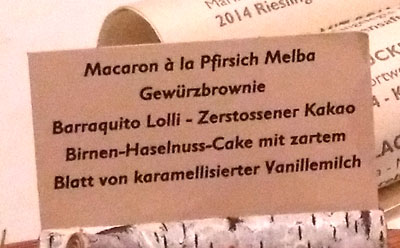 2014 Riesling
Macaron à la Pfirsich Melba
Gewürzbrownie
Barraquito Lolli - Zerstossener Kakao
Birnen-Haselnuss-Cake mit zartem
Blatt von karamellisierter Vanillemilch